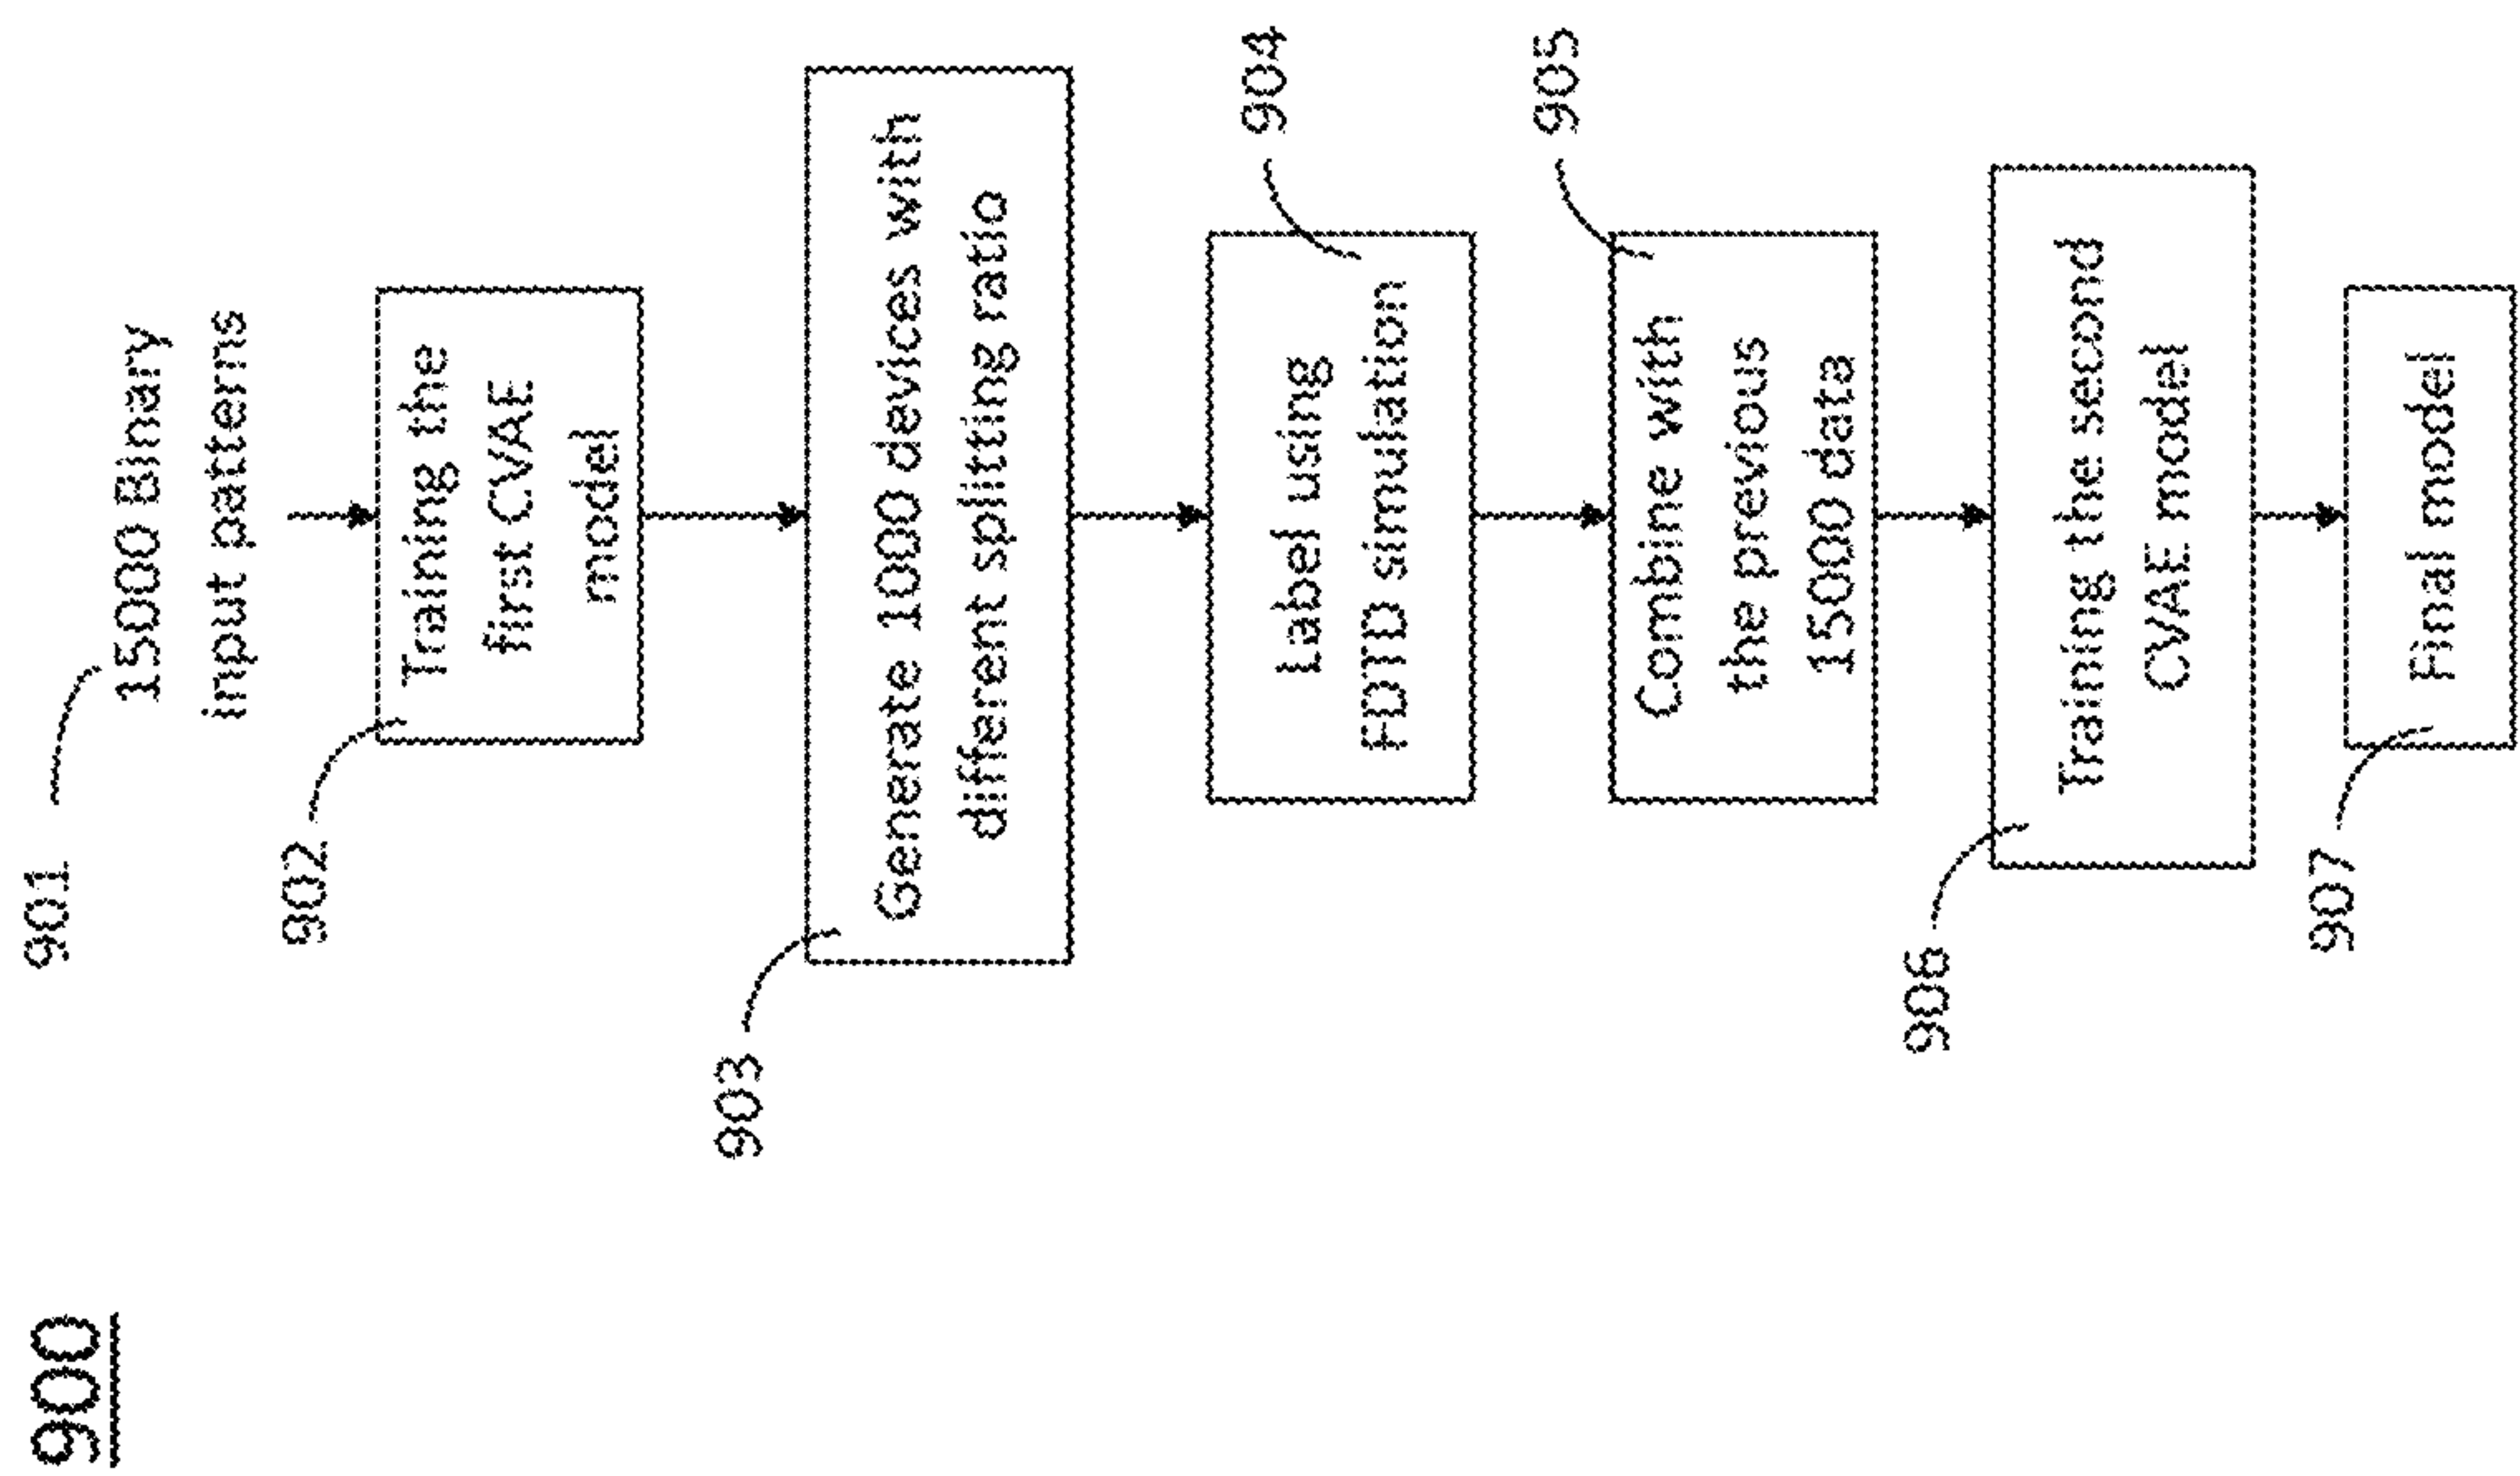 900
901
15000 Binary
input patterns
902
Training the
first CVAE
model
903
Generate 1000 devices with
different splitting ratio
904
Label using
FDTD simulation
905
Combine with
the previous
15000 data
906
Training the second
CVAE model
907
Final model